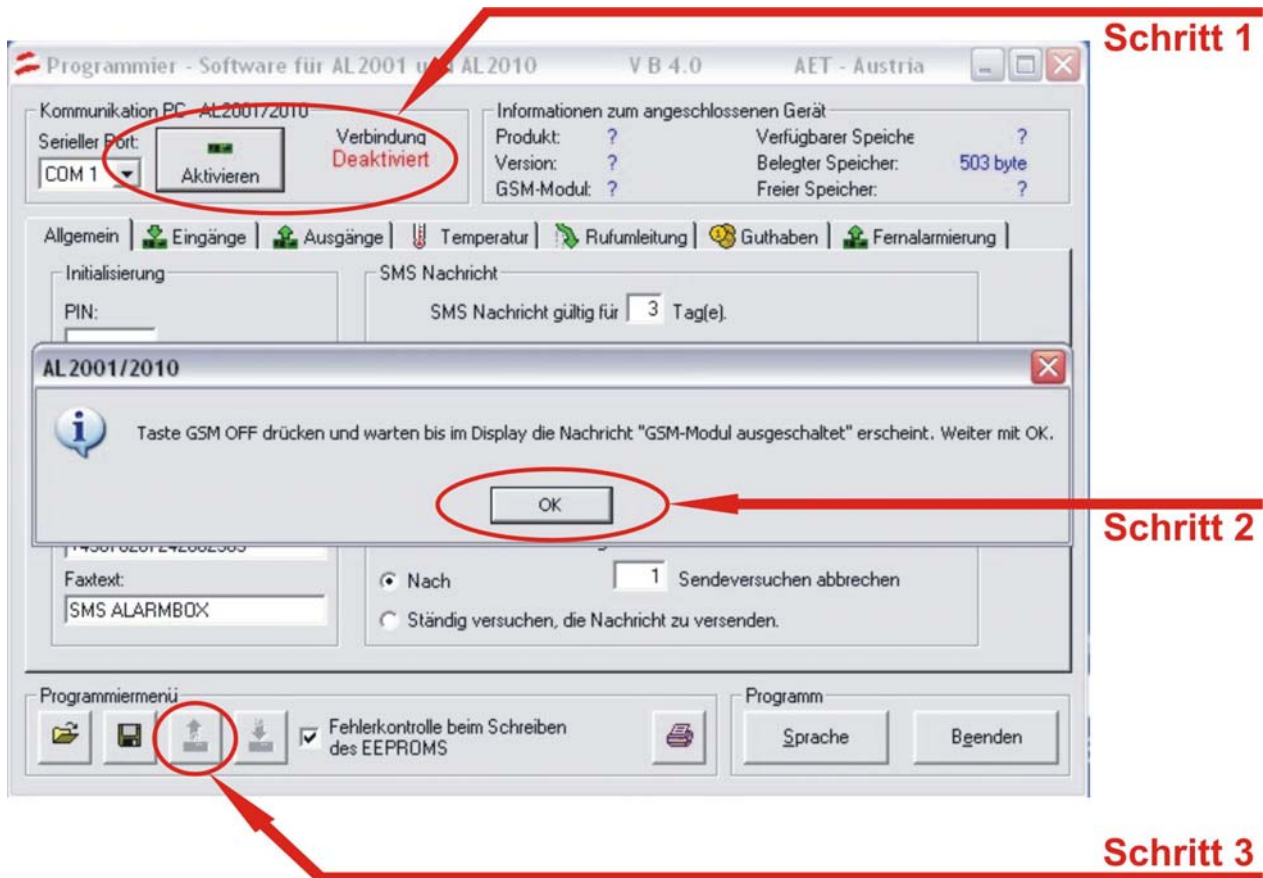 Schritt 1
Programmier - Software für AL2001 und AL2010 V B 4.0 AET - Austria
Kommunikation PC - AL2001/2010
Serieller Port:
COM 1
Aktivieren
Verbindung
Deaktiviert
Informationen zum angeschlossenen Gerät
Produkt: ? Verfügbarer Speiche ?
Version: ? Belegter Speicher: 503 byte
GSM-Modul: ? Freier Speicher: ?
Allgemein Eingänge Ausgänge Temperatur Rufumleitung Guthaben Fernalarmierung
Initialisierung
PIN:
SMS Nachricht
SMS Nachricht gültig für 3 Tag(e).
AL2001/2010
Taste GSM OFF drücken und warten bis im Display die Nachricht "GSM-Modul ausgeschaltet" erscheint. Weiter mit OK.
OK
Schritt 2
Faxtext:
SMS ALARMBOX
Nach 1 Sendeversuchen abbrechen
Ständig versuchen, die Nachricht zu versenden.
Programmiermenü
Fehlerkontrolle beim Schreiben
des EEPROMS
Programm
Sprache
Beenden
Schritt 3